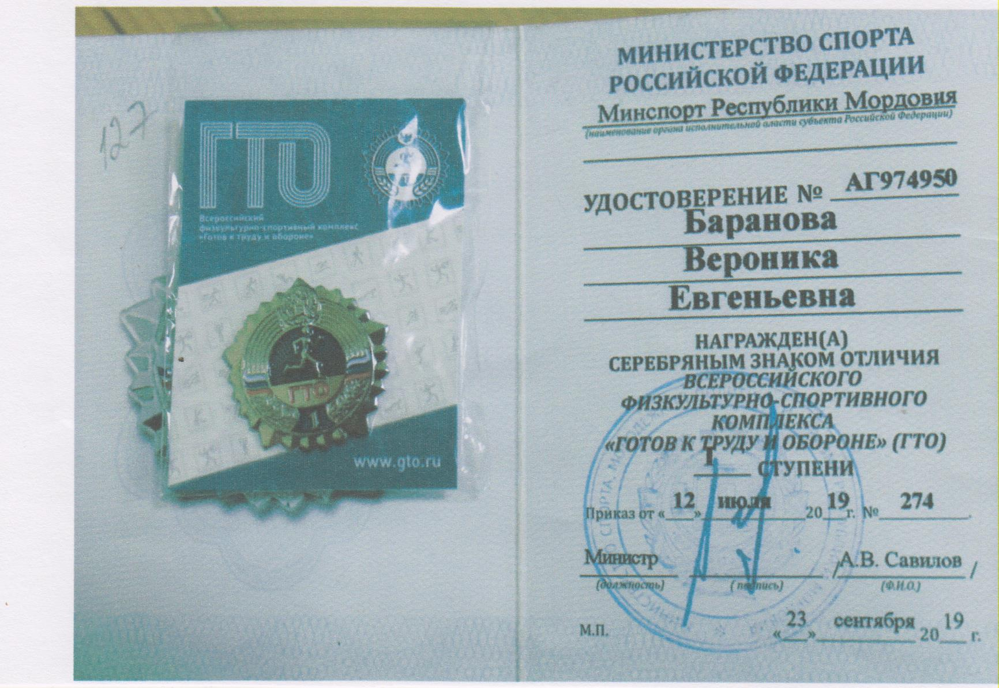 127
ГТО
Всероссийский
физкультурно-спортивный комплекс
«Готов к труду и обороне»
ГТО
www.gto.ru
МИНИСТЕРСТВО СПОРТА
РОССИЙСКОЙ ФЕДЕРАЦИИ
Минспорт Республики Мордовия
(наименование органа исполнительной власти субъекта Российской Федерации)
УДОСТОВЕРЕНИЕ № АГ974950
Баранова
Вероника
Евгеньевна
НАГРАЖДЕН(А)
СЕРЕБРЯНЫМ ЗНАКОМ ОТЛИЧИЯ
ВСЕРОССИЙСКОГО
ФИЗКУЛЬТУРНО-СПОРТИВНОГО
КОМПЛЕКСА
«ГОТОВ К ТРУДУ И ОБОРОНЕ» (ГТО)
I СТУПЕНИ
Приказ от «12» июля 2019г. № 274.
Министр /А.В. Савилов/
(должность) (подпись) (Ф.И.О.)
М.П. «23» сентября 2019 г.